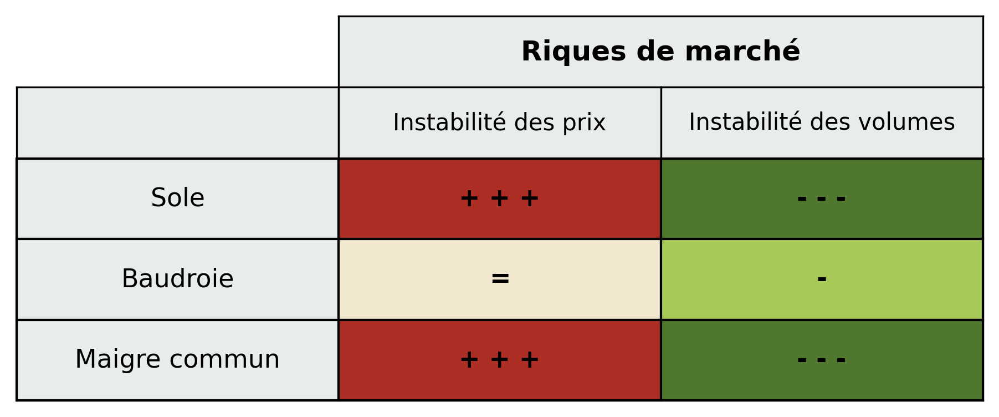 Riques de marché
Instabilité des prix Instabilité des volumes
Sole + + + - - -
Baudroie = -
Maigre commun + + + - - -